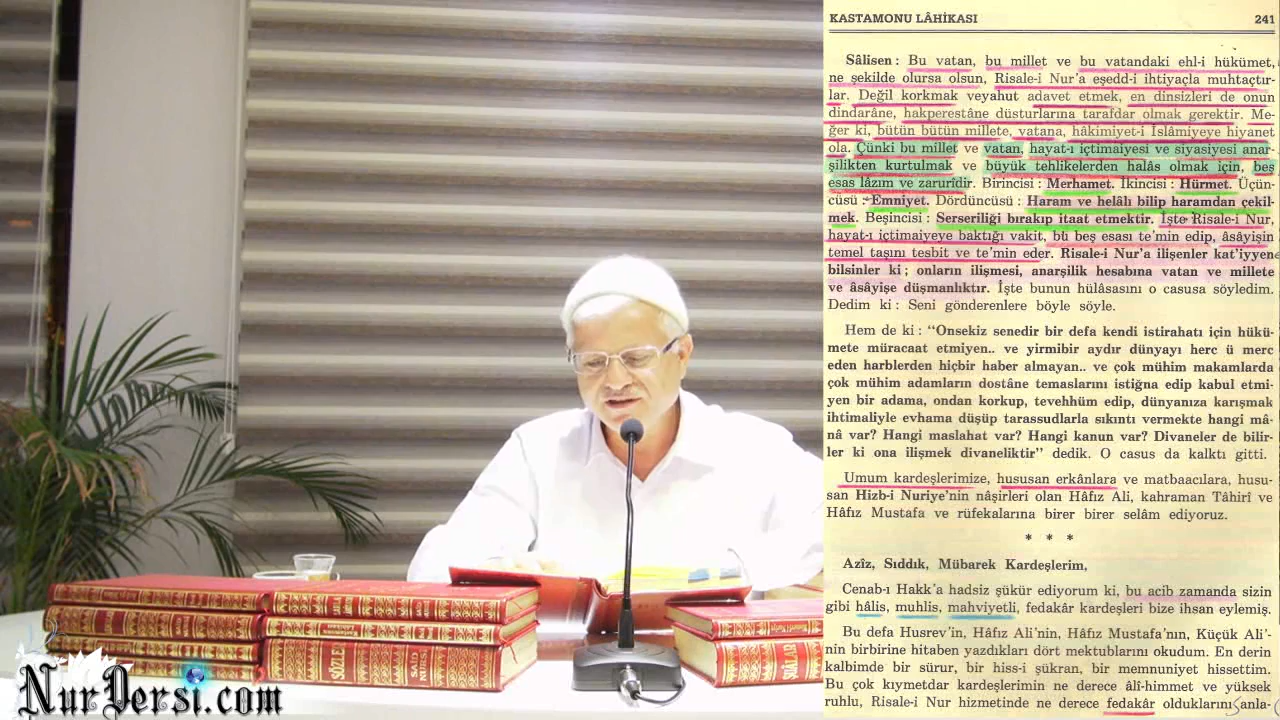 KASTAMONU LÂHİKASI 241
Sâlisen : Bu vatan, bu millet ve bu vatandaki ehl-i hükümet,
ne şekilde olursa olsun, Risale-i Nur'a eşedd-i ihtiyaçla muhtaçtır-
lar. Değil korkmak veyahut adavet etmek, en dinsizleri de onun
dindarâne, hakperestâne düsturlarına tarafdar olmak gerektir. Me-
ğer ki, bütün bütün millete, vatana, hâkimiyet-i İslâmiyeye hiyanet
ola. Çünki bu millet ve vatan, hayat-ı içtimaiyesi ve siyasiyesi anar-
şilikten kurtulmak ve büyük tehlikelerden halâs olmak için, beş
esas lâzım ve zarurîdir. Birincisi : Merhamet. İkincisi : Hürmet. Üçün-
cüsü : Emniyet. Dördüncüsü : Haram ve helâlı bilip haramdan çekil-
mek. Beşincisi : Serseriliği bırakıp itaat etmektir. İşte Risale-i Nur,
hayat-ı içtimaiyeye baktığı vakit, bu beş esası te'min edip, âsâyişin
temel taşını tesbit ve te'min eder. Risale-i Nur'a ilişenler kat'iyyen
bilsinler ki ; onların ilişmesi, anarşilik hesabına vatan ve millete
ve âsâyişe düşmanlıktır. İşte bunun hülâsasını o casusa söyledim.
Dedim ki : Seni gönderenlere böyle söyle.
Hem de ki : "Onsekiz senedir bir defa kendi istirahatı için hükü-
mete müracaat etmiyen.. ve yirmibir aydır dünyayı herc ü merc
eden harblerden hiçbir haber almayan.. ve çok mühim makamlarda
çok mühim adamların dostâne temaslarını istiğna edip kabul etmi-
yen bir adama, ondan korkup, tevehhüm edip, dünyanıza karışmak
ihtimaliyle evhama düşüp tarassudlarla sıkıntı vermekte hangi mâ-
nâ var? Hangi maslahat var? Hangi kanun var? Divaneler de bilir-
ler ki ona ilişmek divaneliktir" dedik. O casus da kalktı gitti.
Umum kardeşlerimize, hususan erkânlara ve matbaacılara, husu-
san Hizb-i Nuriye'nin nâşirleri olan Hâfız Ali, kahraman Tâhirî ve
Hâfız Mustafa ve rüfekalarına birer birer selâm ediyoruz.
* * *
Azîz, Sıddık, Mübarek Kardeşlerim,
Cenab-ı Hakk'a hadsiz şükür ediyorum ki, bu acib zamanda sizin
gibi hâlis, muhlis, mahviyetli, fedakâr kardeşleri bize ihsan eylemiş.
Bu defa Husrev'in, Hâfız Ali'nin, Hâfız Mustafa'nın, Küçük Ali'-
nin birbirine hitaben yazdıkları dört mektublarını okudum. En derin
kalbimde bir sürur, bir hiss-i şükran, bir memnuniyet hissettim.
Bu çok kıymetdar kardeşlerimin ne derece âlî-himmet ve yüksek
ruhlu, Risale-i Nur hizmetinde ne derece fedakâr olduklarını anla-
SÖZLER
SAİD
NURSİ
ŞUALAR
NurDersi.com